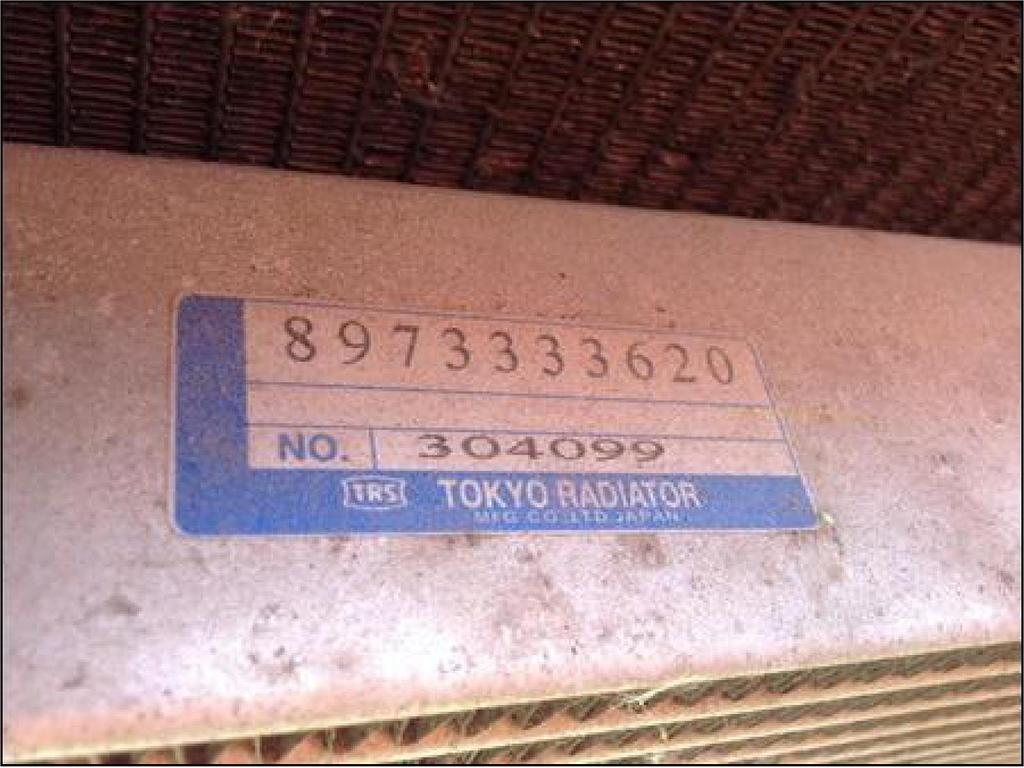 8973333620
NO. 304099
TRS TOKYO RADIATOR
MFG CO LTD JAPAN